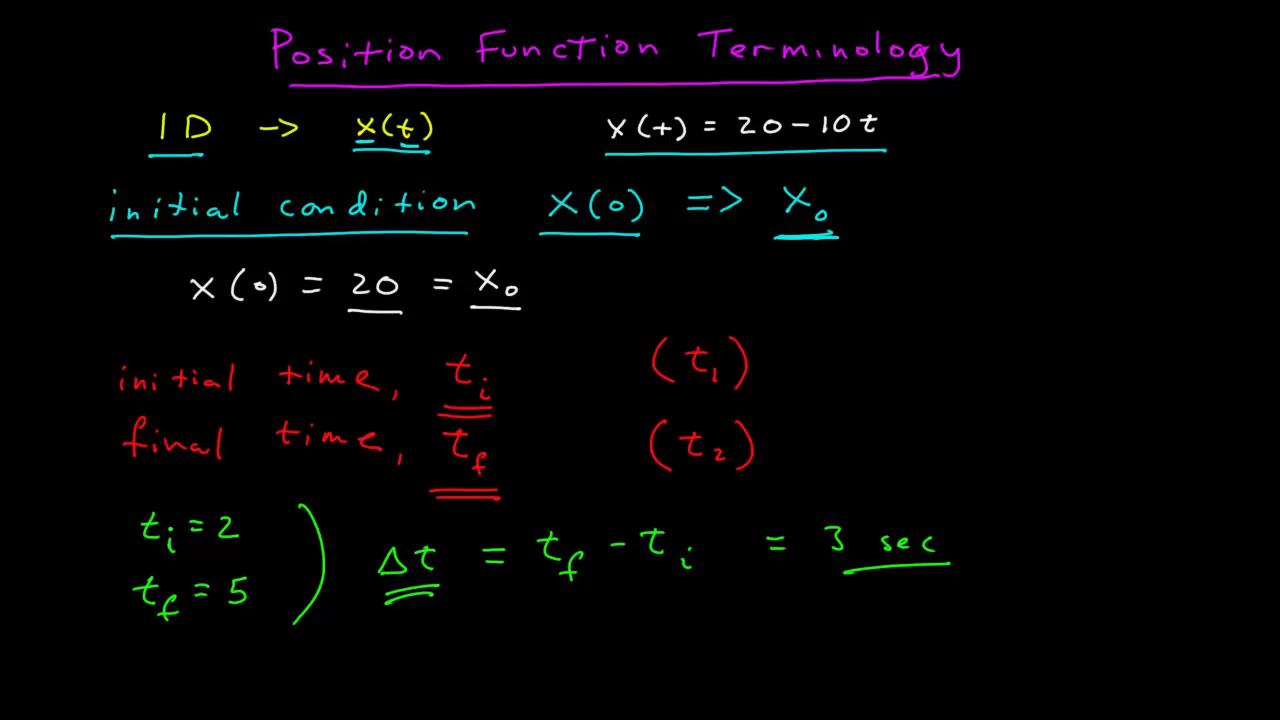 Position Function Terminology
1D -> x(t) x(t) = 20 - 10t
initial condition x(0) => x₀
x(0) = 20 = x₀
initial time, tᵢ (t₁)
final time, t_f (t₂)
tᵢ = 2
t_f = 5 ) Δt = t_f - tᵢ = 3 sec